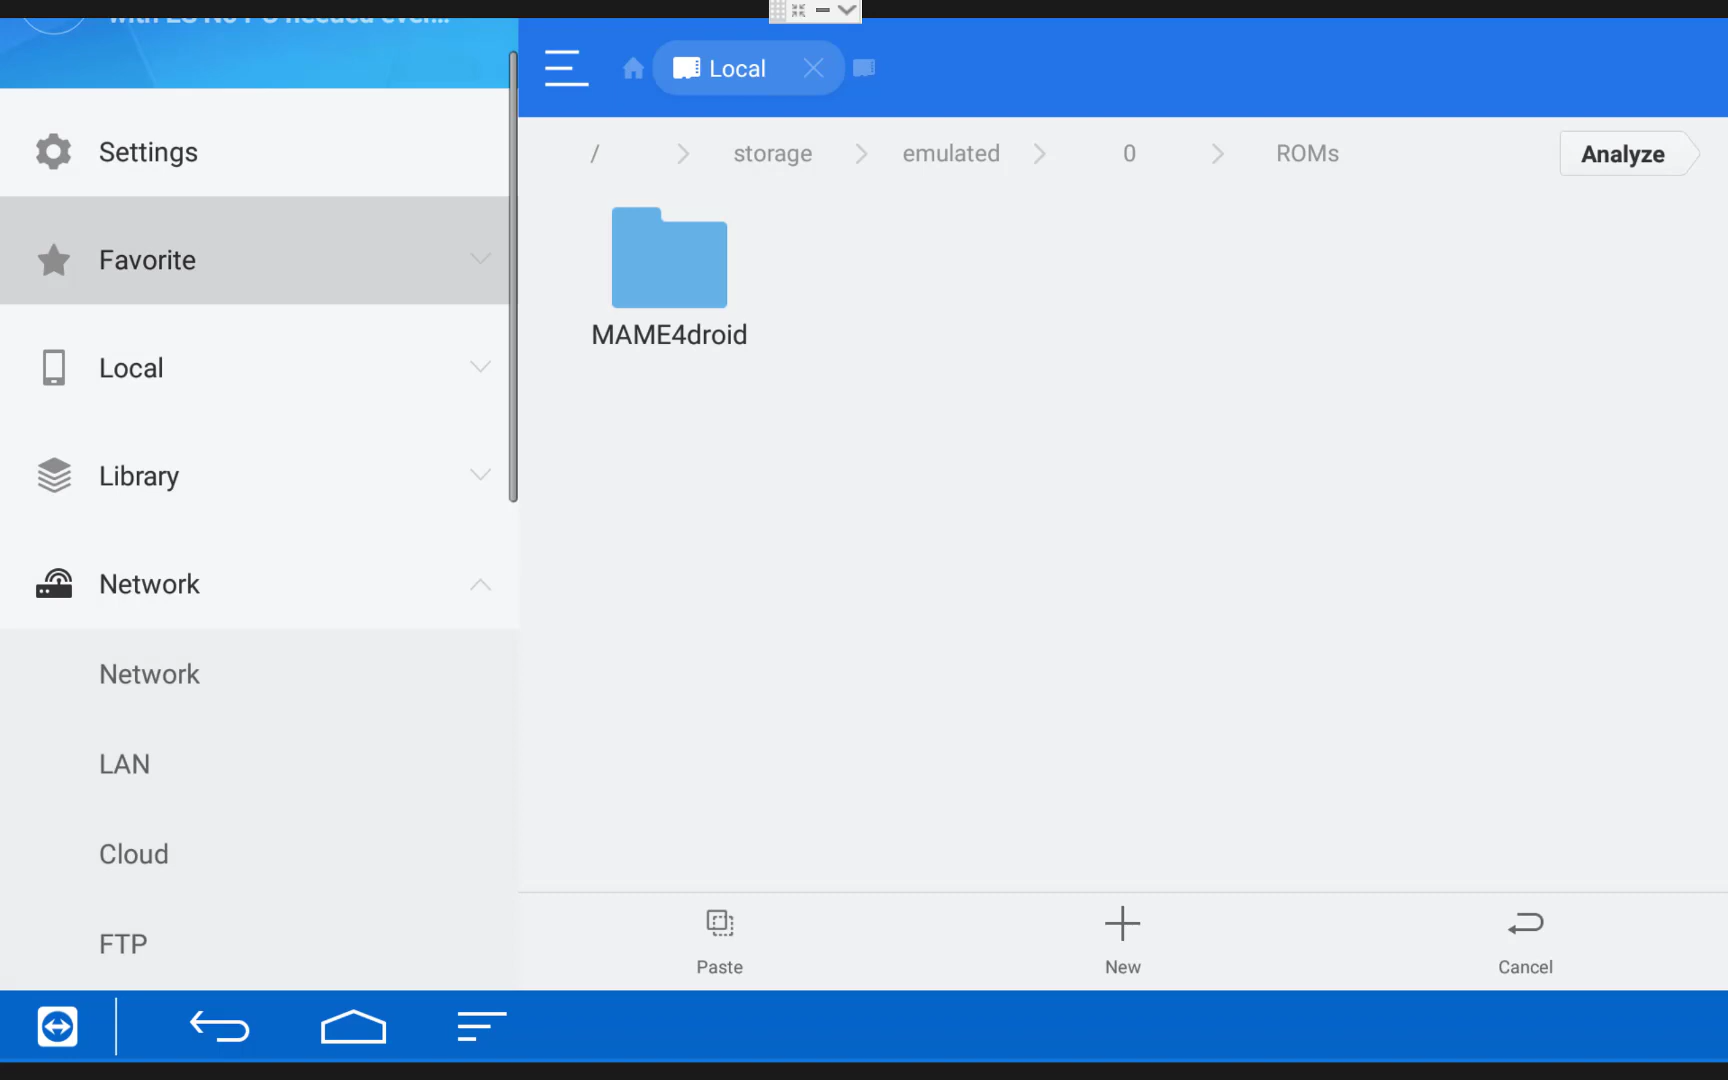 Local
/ storage emulated 0 ROMs Analyze
Settings
Favorite
Local
Library
Network
Network
LAN
Cloud
FTP
MAME4droid
Paste New Cancel